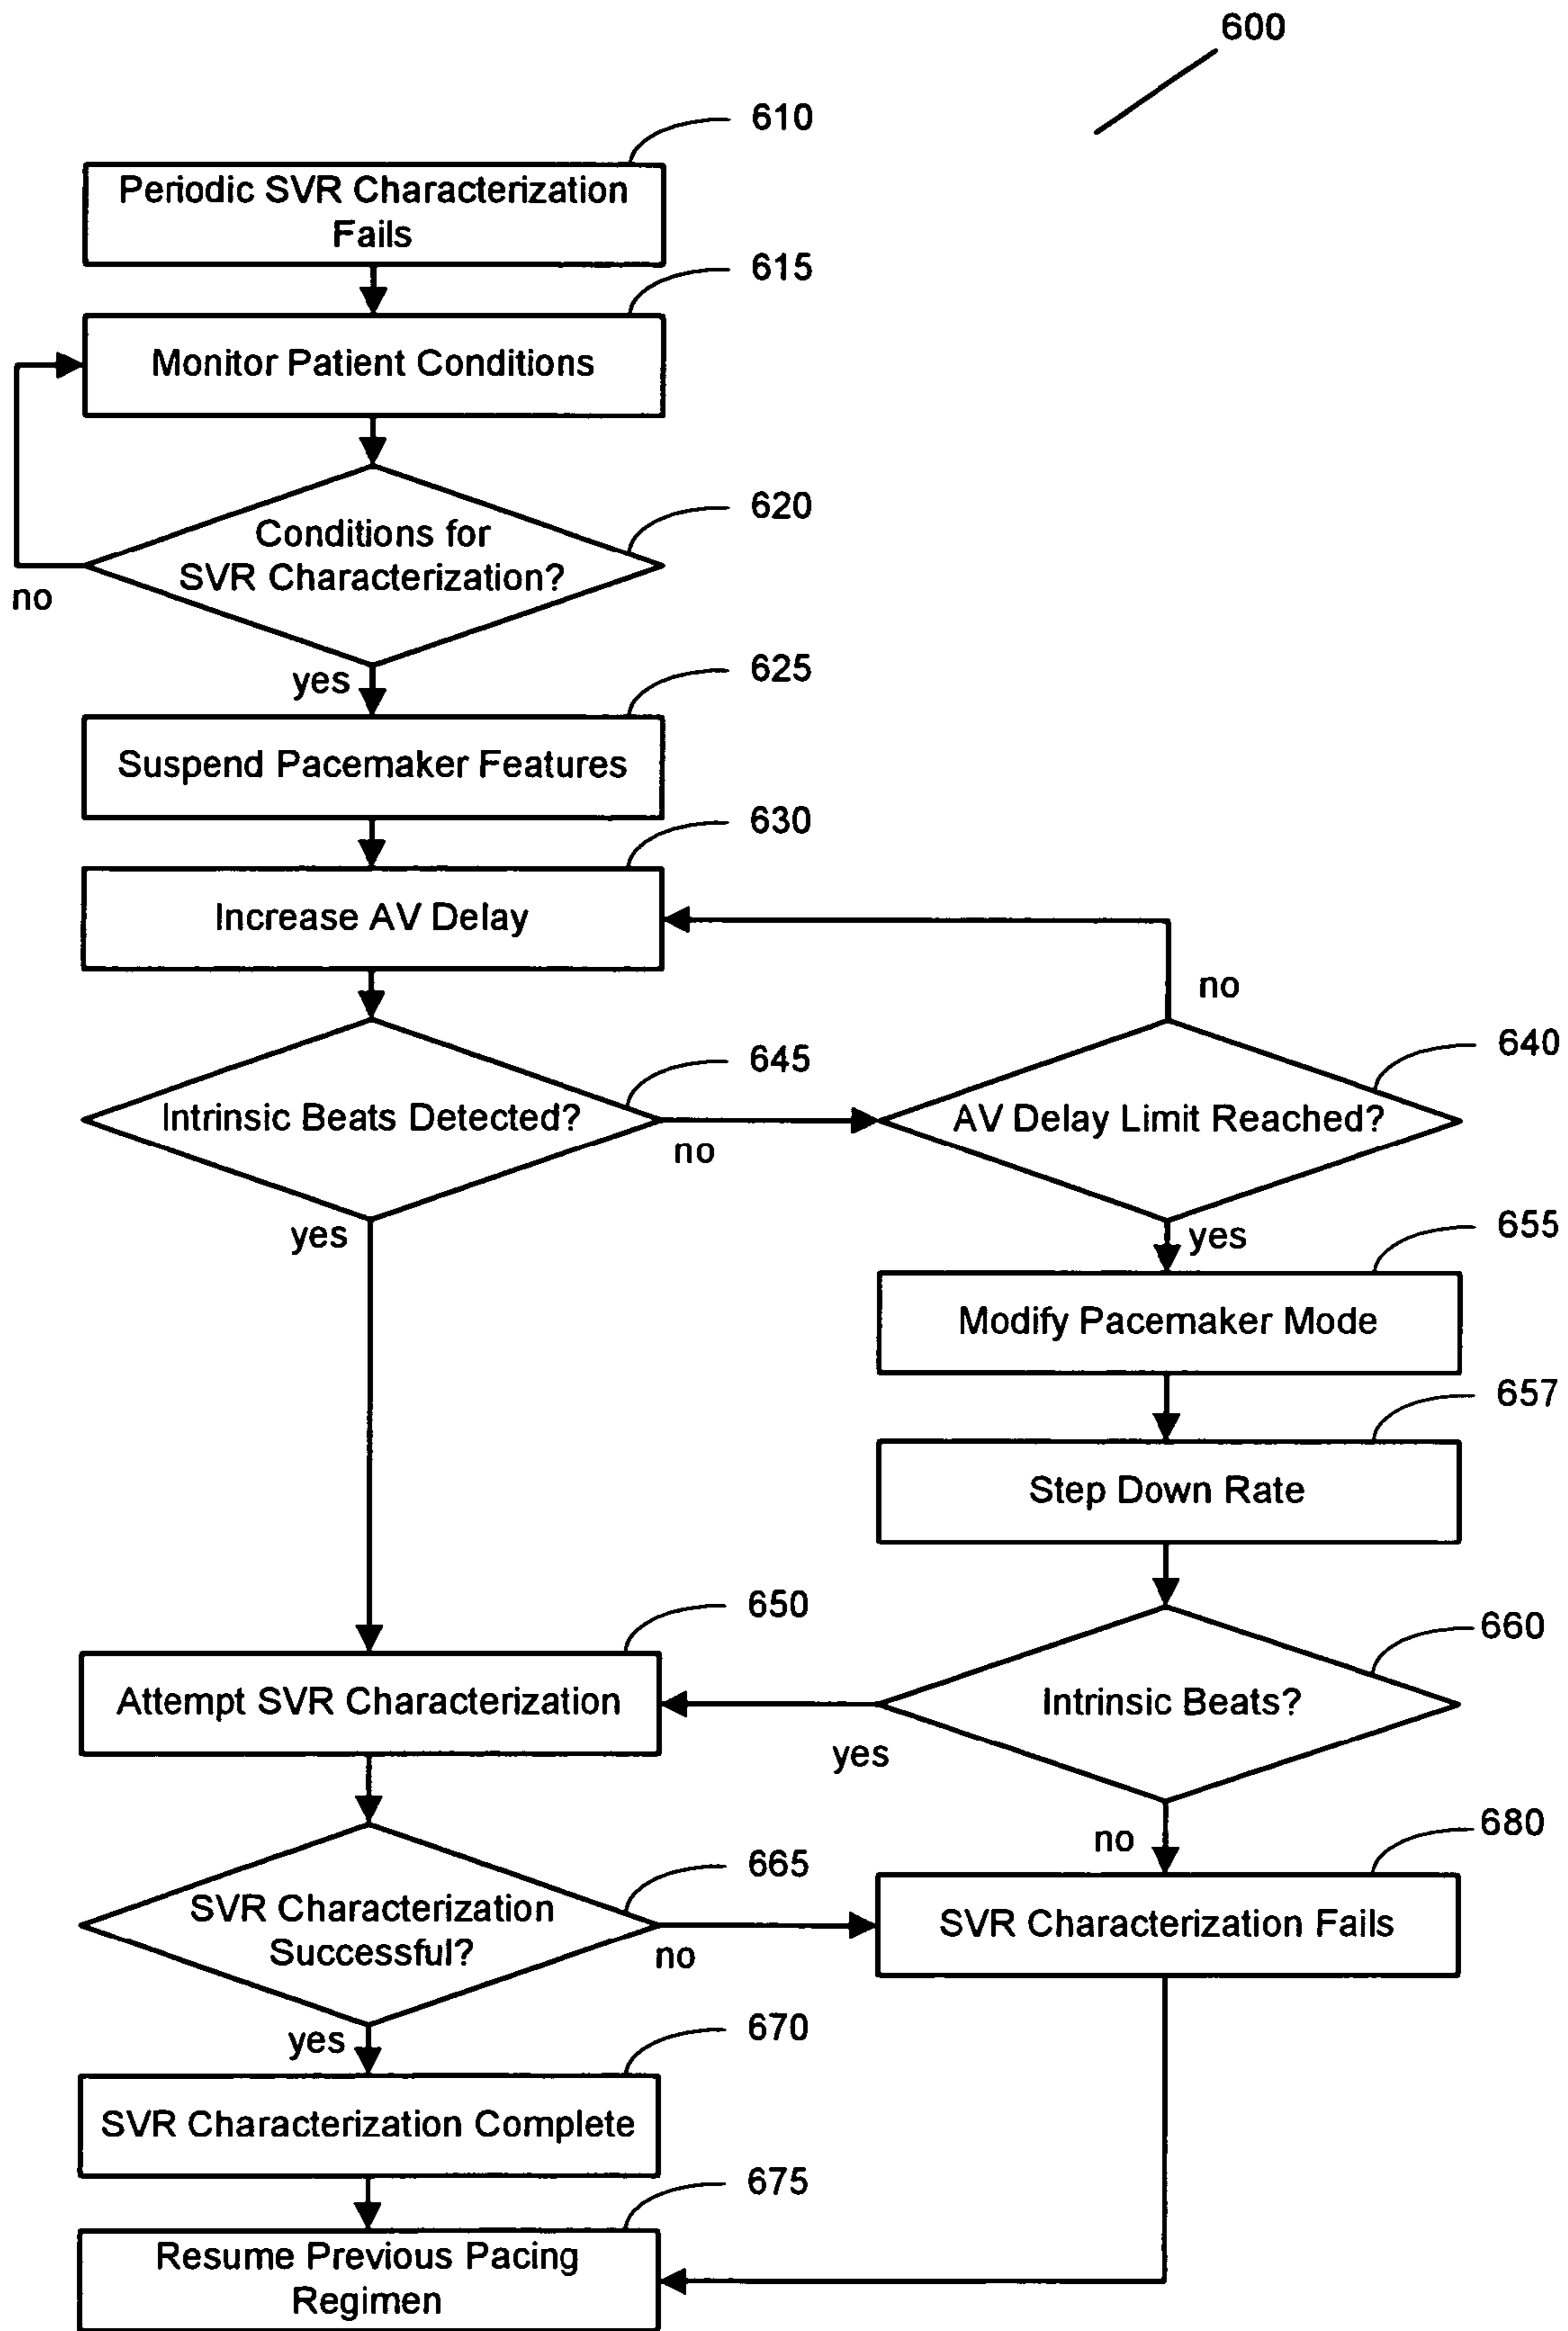 600
610
Periodic SVR Characterization
Fails
615
Monitor Patient Conditions
620
Conditions for
SVR Characterization?
no
yes
625
Suspend Pacemaker Features
630
Increase AV Delay
no
645
Intrinsic Beats Detected?
no
640
AV Delay Limit Reached?
yes
yes
655
Modify Pacemaker Mode
657
Step Down Rate
650
Attempt SVR Characterization
660
Intrinsic Beats?
yes
no
665
SVR Characterization
Successful?
no
680
SVR Characterization Fails
yes
670
SVR Characterization Complete
675
Resume Previous Pacing
Regimen